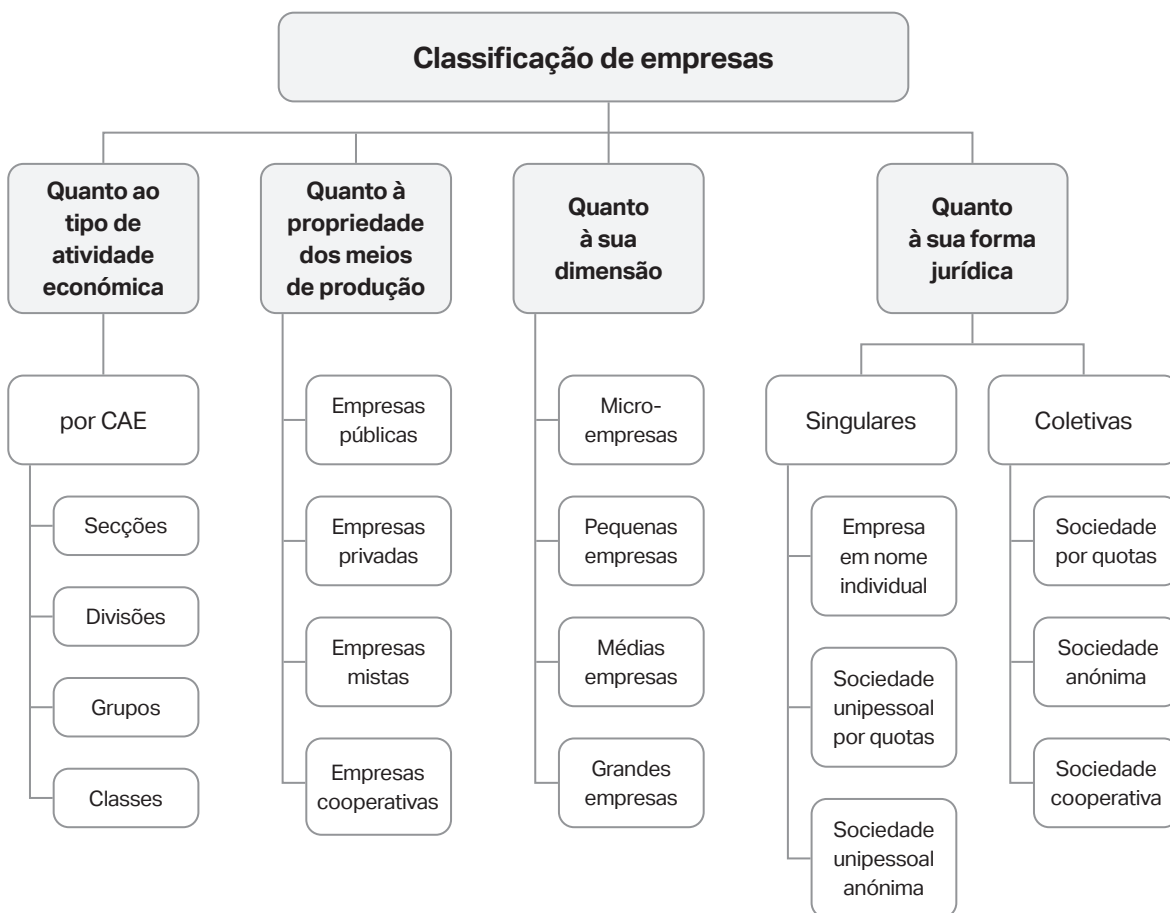 Classificação de empresas
Quanto ao
tipo de
atividade
económica
Quanto à
propriedade
dos meios
de produção
Quanto
à sua
dimensão
Quanto
à sua forma
jurídica
por CAE
Secções
Divisões
Grupos
Classes
Empresas
públicas
Empresas
privadas
Empresas
mistas
Empresas
cooperativas
Micro-
empresas
Pequenas
empresas
Médias
empresas
Grandes
empresas
Singulares
Empresa
em nome
individual
Sociedade
unipessoal
por quotas
Sociedade
unipessoal
anónima
Coletivas
Sociedade
por quotas
Sociedade
anónima
Sociedade
cooperativa